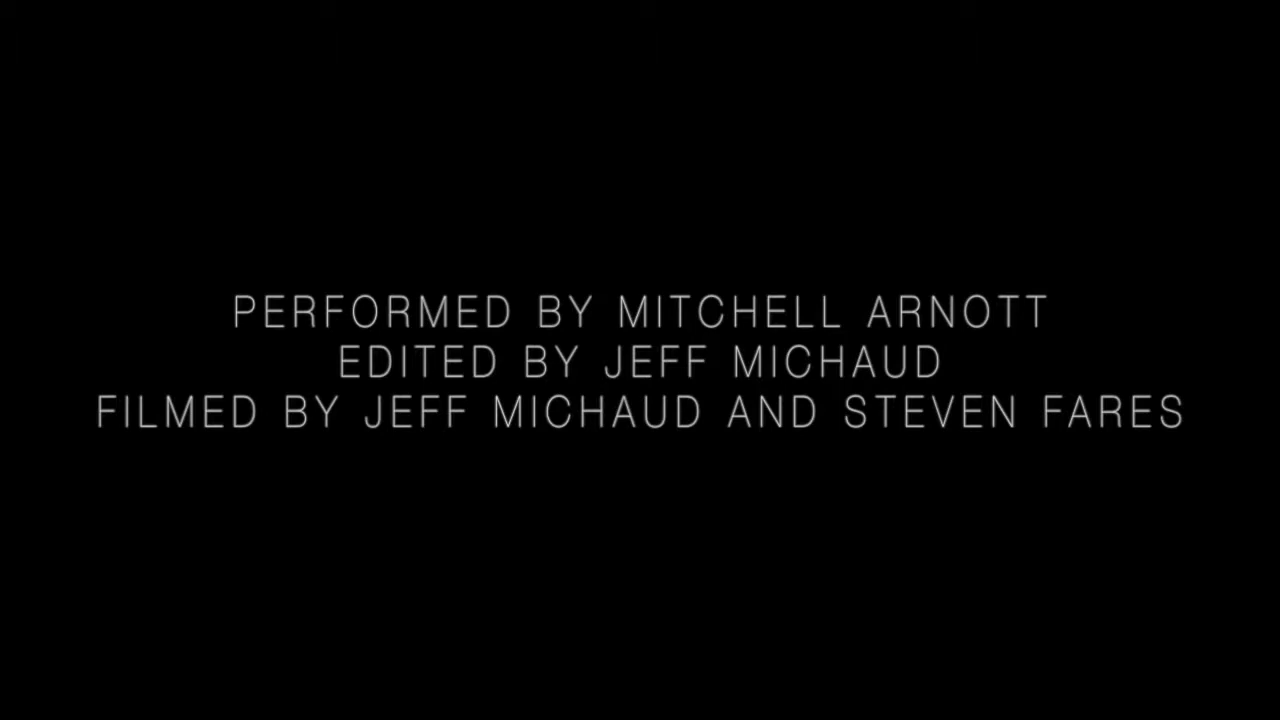 PERFORMED BY MITCHELL ARNOTT
EDITED BY JEFF MICHAUD
FILMED BY JEFF MICHAUD AND STEVEN FARES